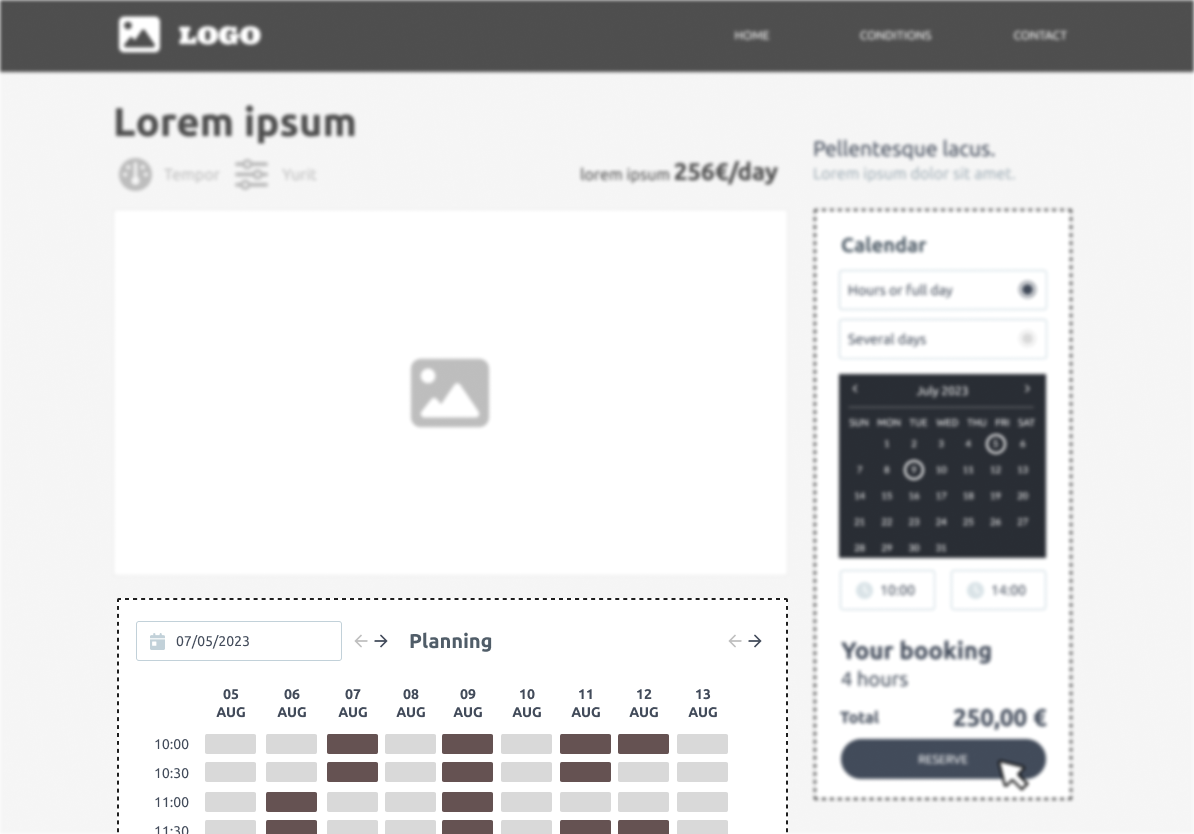 LOGO
HOME CONDITIONS CONTACT
Lorem ipsum
Tempor Yurit
lorem ipsum 256€/day
Pellentesque lacus.
Lorem ipsum dolor sit amet.
Calendar
Hours or full day
Several days
July 2023
SUN MON TUE WED THU FRI SAT
1 2 3 4 5 6
7 8 9 10 11 12 13
14 15 16 17 18 19 20
21 22 23 24 25 26 27
28 29 30 31
10:00 14:00
Your booking
4 hours
Total 250,00 €
RESERVE
07/05/2023 Planning
05 06 07 08 09 10 11 12 13
AUG AUG AUG AUG AUG AUG AUG AUG AUG
10:00
10:30
11:00
11:30